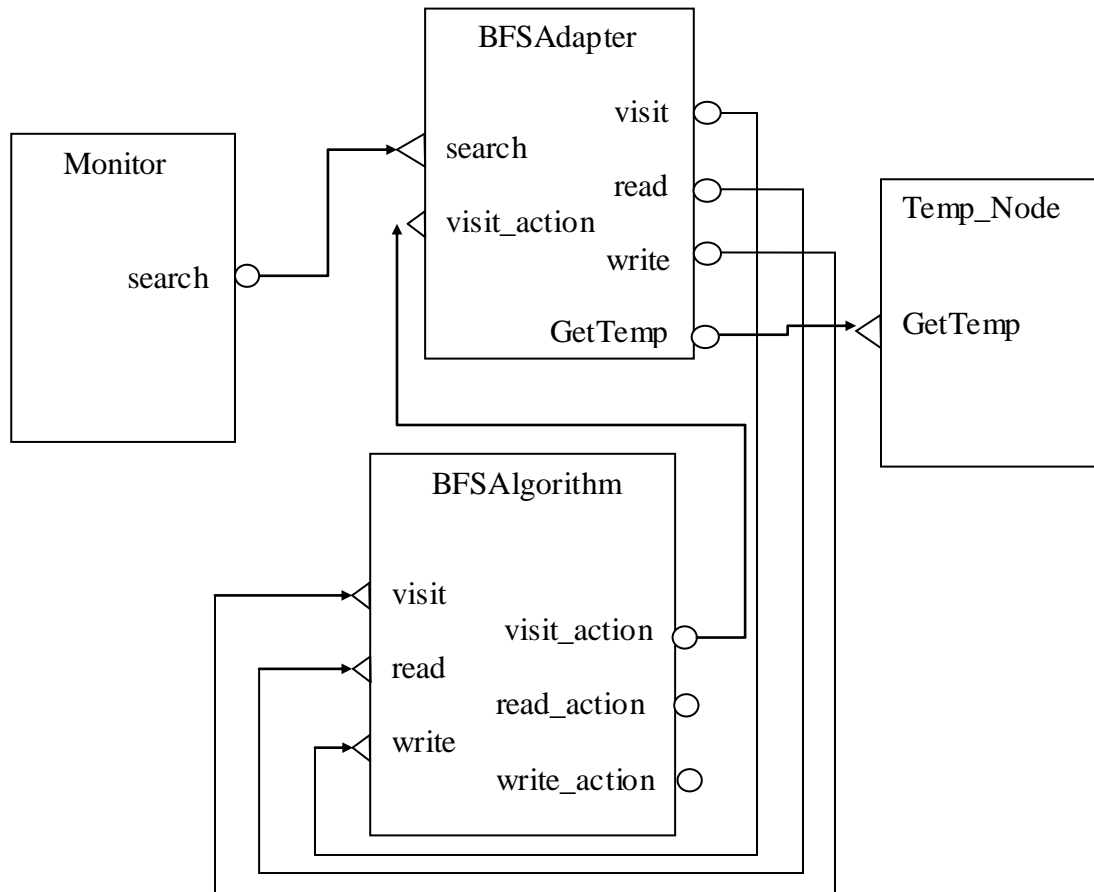 BFSAdapter
visit
search
read
visit_action
write
GetTemp
Monitor
search
Temp_Node
GetTemp
BFSAlgorithm
visit
visit_action
read
read_action
write
write_action